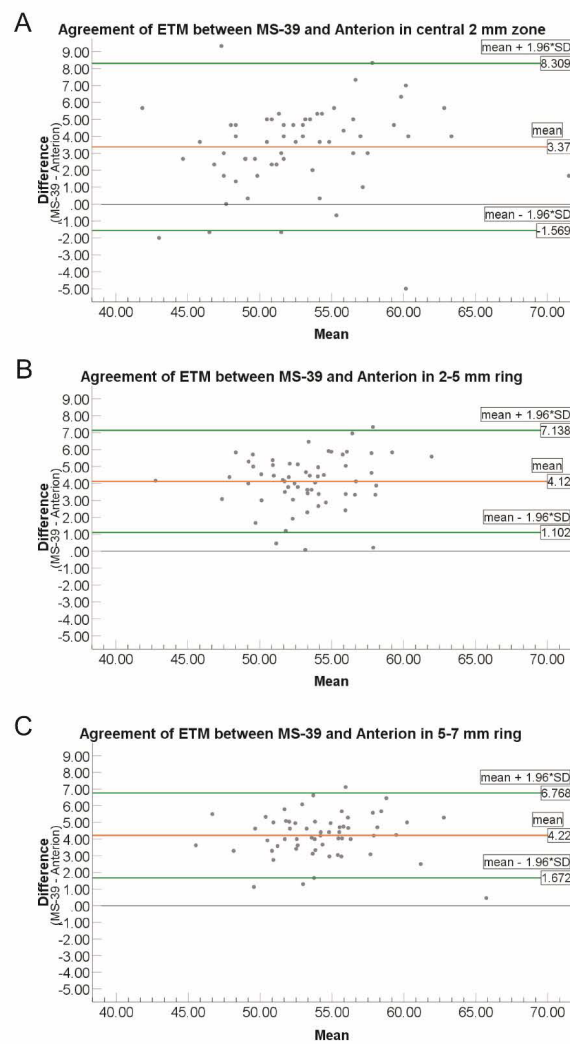 A
Agreement of ETM between MS-39 and Anterion in central 2 mm zone
mean + 1.96*SD
8.309
mean
3.37
mean - 1.96*SD
-1.569
9.00
8.00
7.00
6.00
5.00
4.00
3.00
2.00
1.00
.00
-1.00
-2.00
-3.00
-4.00
-5.00
Difference
(MS-39 - Anterion)
40.00 45.00 50.00 55.00 60.00 65.00 70.00
Mean
B
Agreement of ETM between MS-39 and Anterion in 2-5 mm ring
mean + 1.96*SD
7.138
mean
4.12
mean - 1.96*SD
1.102
9.00
8.00
7.00
6.00
5.00
4.00
3.00
2.00
1.00
.00
-1.00
-2.00
-3.00
-4.00
-5.00
Difference
(MS-39 - Anterion)
40.00 45.00 50.00 55.00 60.00 65.00 70.00
Mean
C
Agreement of ETM between MS-39 and Anterion in 5-7 mm ring
mean + 1.96*SD
6.768
mean
4.22
mean - 1.96*SD
1.672
9.00
8.00
7.00
6.00
5.00
4.00
3.00
2.00
1.00
.00
-1.00
-2.00
-3.00
-4.00
-5.00
Difference
(MS-39 - Anterion)
40.00 45.00 50.00 55.00 60.00 65.00 70.00
Mean